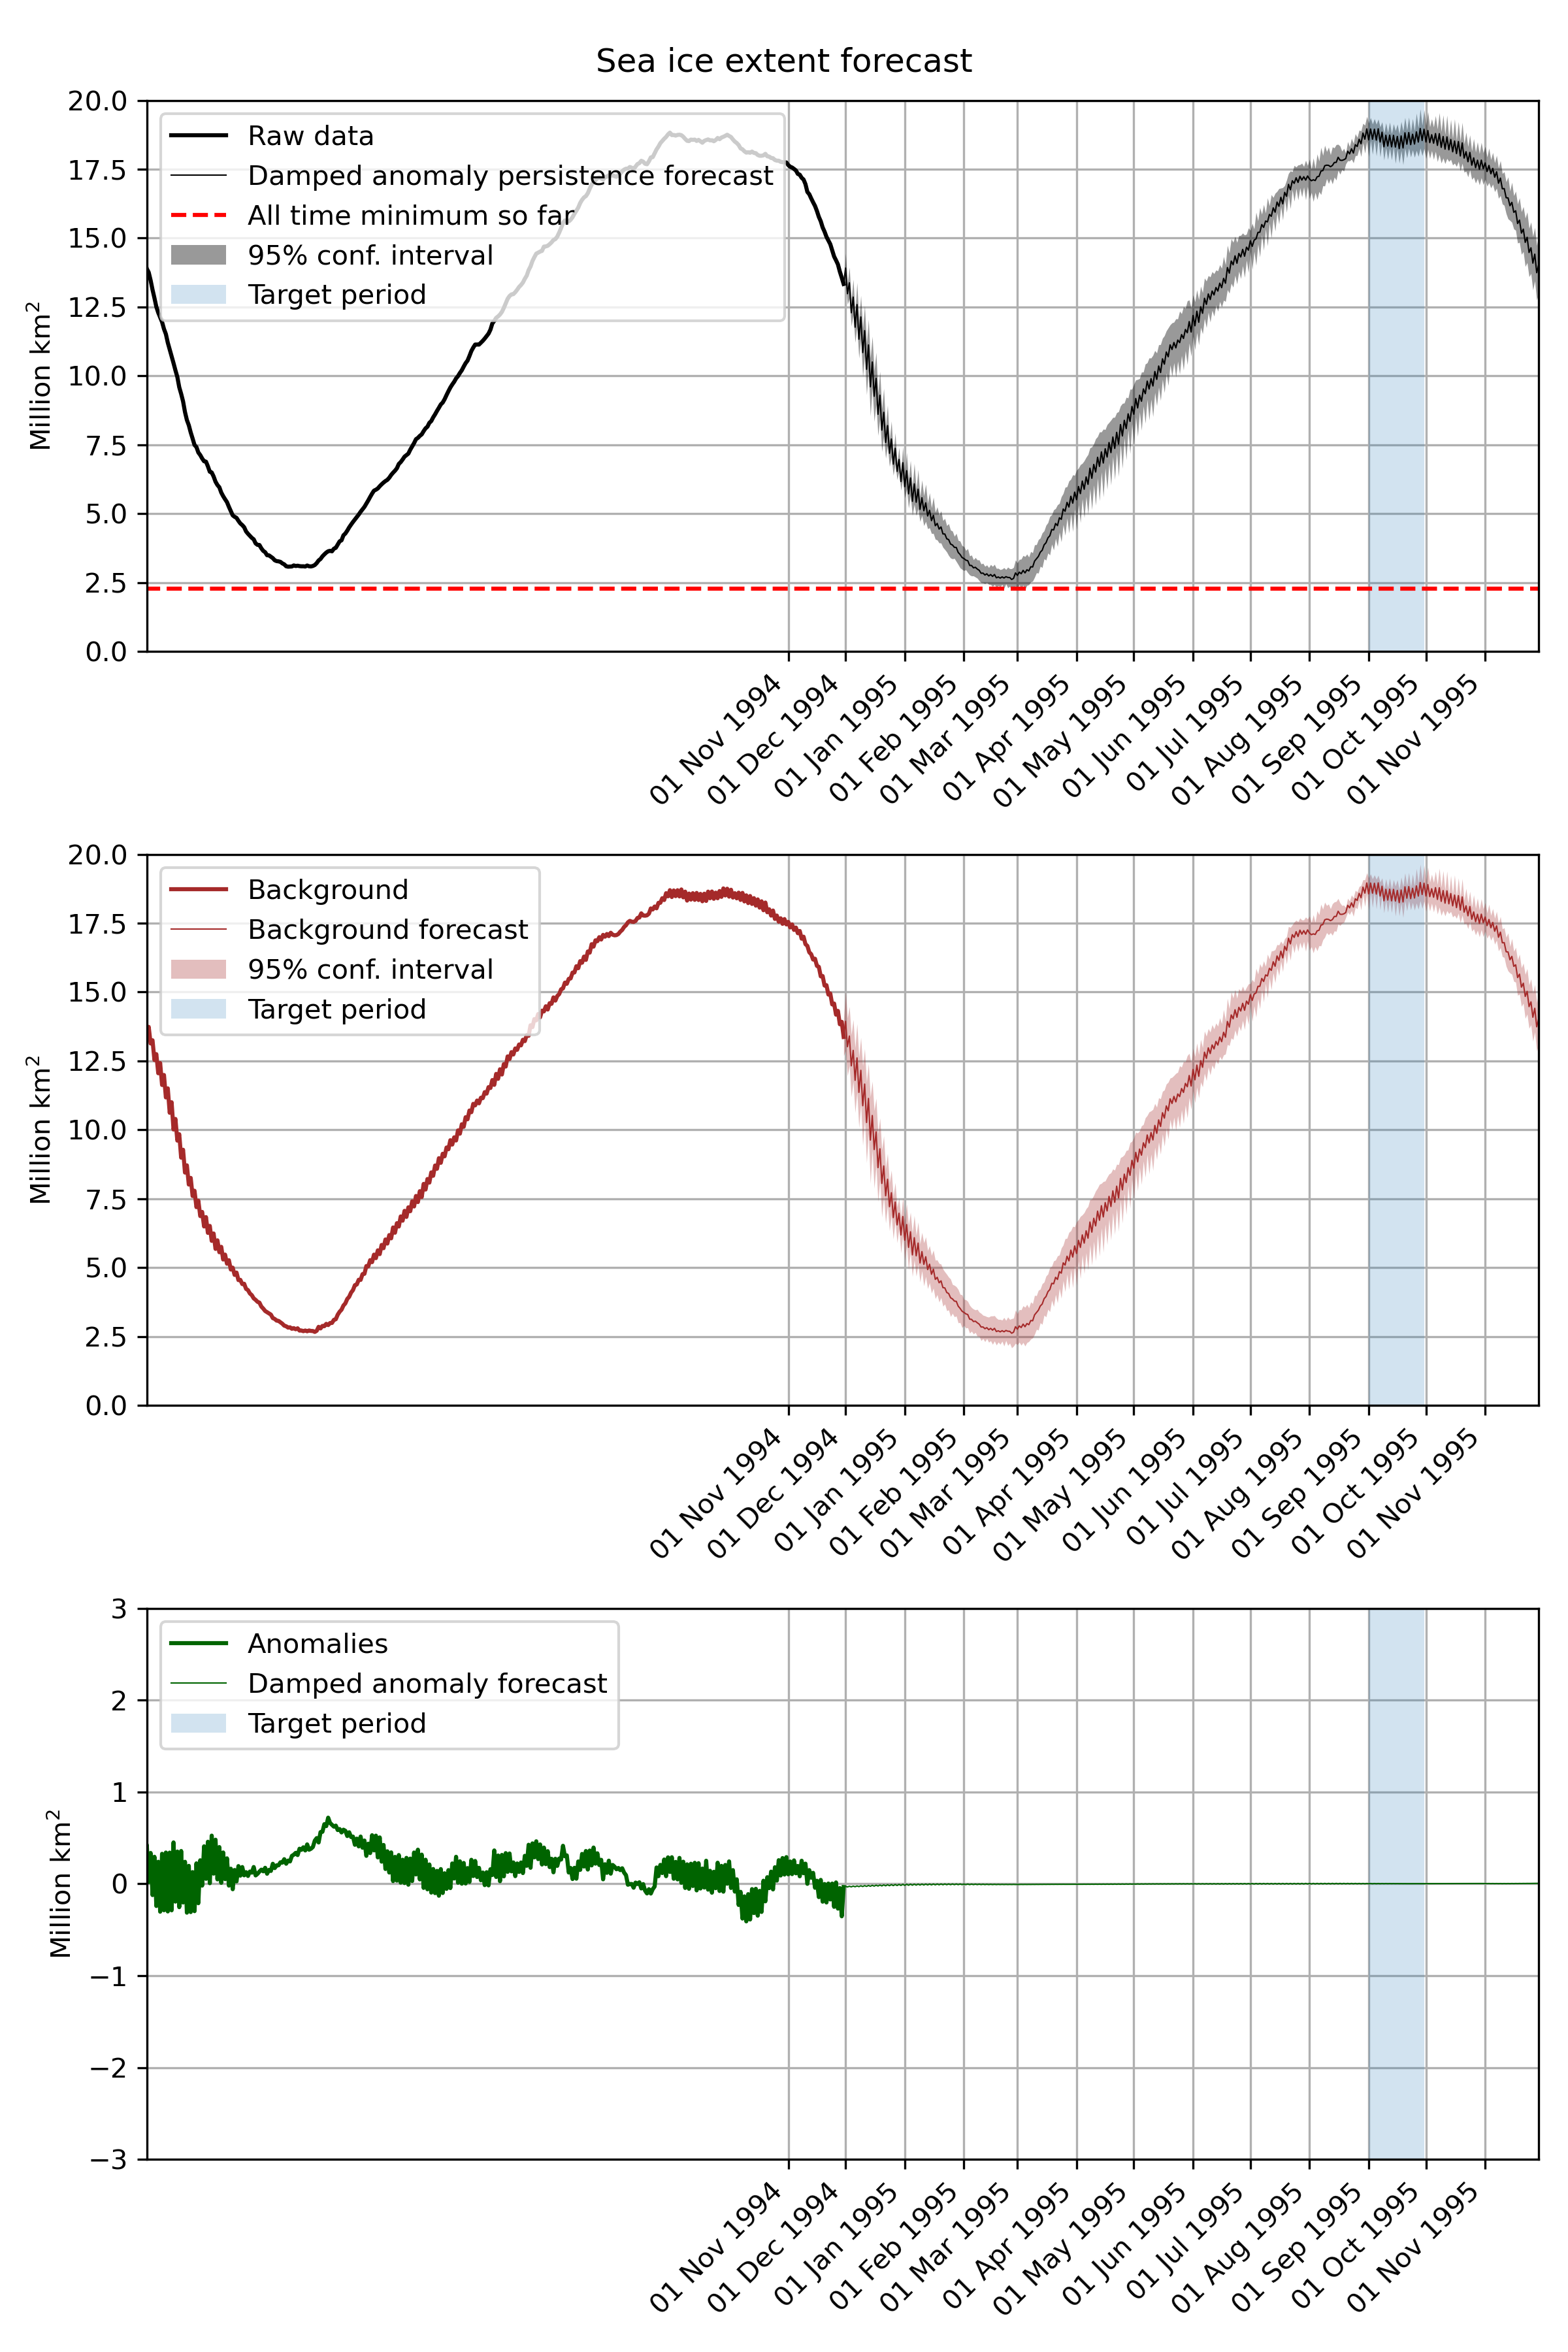 Sea ice extent forecast
20.0
17.5
15.0
12.5
10.0
7.5
5.0
2.5
0.0
Million km²
Raw data
Damped anomaly persistence forecast
All time minimum so far
95% conf. interval
Target period
01 Nov 1994
01 Dec 1994
01 Jan 1995
01 Feb 1995
01 Mar 1995
01 Apr 1995
01 May 1995
01 Jun 1995
01 Jul 1995
01 Aug 1995
01 Sep 1995
01 Oct 1995
01 Nov 1995
20.0
17.5
15.0
12.5
10.0
7.5
5.0
2.5
0.0
Million km²
Background
Background forecast
95% conf. interval
Target period
01 Nov 1994
01 Dec 1994
01 Jan 1995
01 Feb 1995
01 Mar 1995
01 Apr 1995
01 May 1995
01 Jun 1995
01 Jul 1995
01 Aug 1995
01 Sep 1995
01 Oct 1995
01 Nov 1995
3
2
1
0
−1
−2
−3
Million km²
Anomalies
Damped anomaly forecast
Target period
01 Nov 1994
01 Dec 1994
01 Jan 1995
01 Feb 1995
01 Mar 1995
01 Apr 1995
01 May 1995
01 Jun 1995
01 Jul 1995
01 Aug 1995
01 Sep 1995
01 Oct 1995
01 Nov 1995